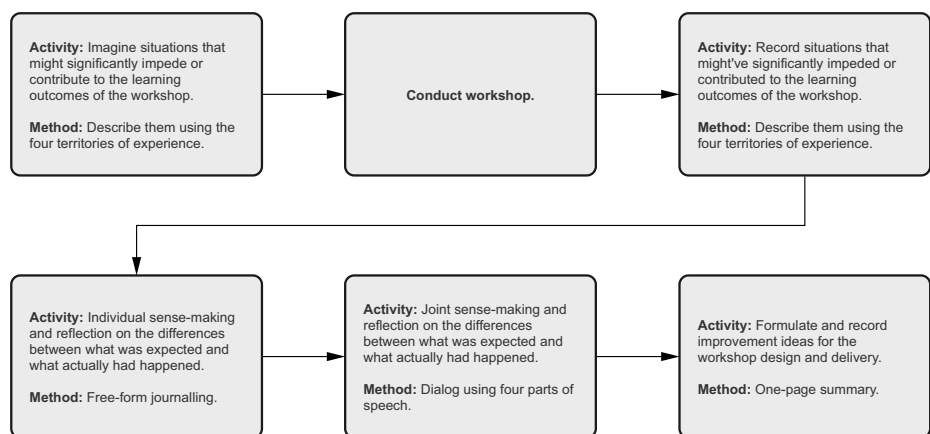 Activity: Imagine situations that
might significantly impede or
contribute to the learning
outcomes of the workshop.
Method: Describe them using the
four territories of experience.
Conduct workshop.
Activity: Record situations that
might've significantly impeded or
contributed to the learning
outcomes of the workshop.
Method: Describe them using the
four territories of experience.
Activity: Individual sense-making
and reflection on the differences
between what was expected and
what actually had happened.
Method: Free-form journalling.
Activity: Joint sense-making and
reflection on the differences
between what was expected and
what actually had happened.
Method: Dialog using four parts of
speech.
Activity: Formulate and record
improvement ideas for the
workshop design and delivery.
Method: One-page summary.